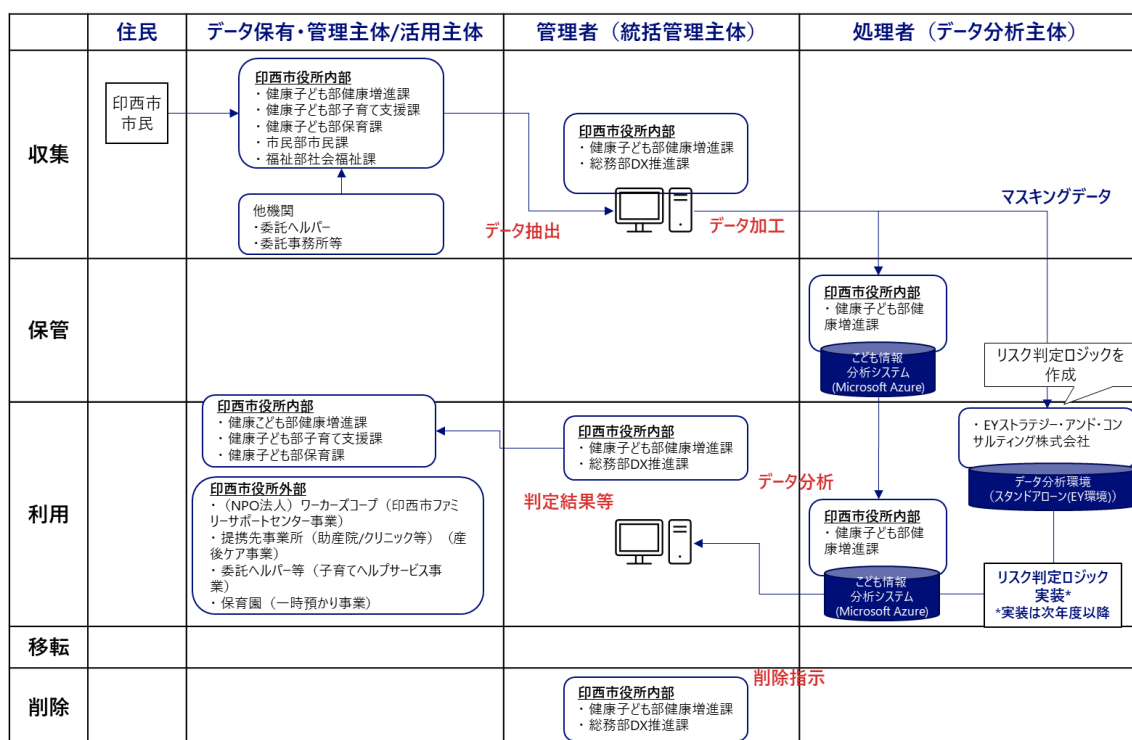 住民
データ保有・管理主体/活用主体
管理者（統括管理主体）
処理者（データ分析主体）
収集
印西市
市民
印西市役所内部
・健康子ども部健康増進課
・健康子ども部子育て支援課
・健康子ども部保育課
・市民部市民課
・福祉部社会福祉課
他機関
・委託ヘルパー
・委託事務所等
データ抽出
印西市役所内部
・健康子ども部健康増進課
・総務部DX推進課
データ加工
マスキングデータ
保管
印西市役所内部
・健康子ども部健
康増進課
こども情報
分析システム
(Microsoft Azure)
リスク判定ロジックを
作成
利用
印西市役所内部
・健康こども部健康増進課
・健康子ども部子育て支援課
・健康子ども部保育課
印西市役所外部
・（NPO法人）ワーカーズコープ（印西市ファミ
リーサポートセンター事業）
・提携先事業所（助産院/クリニック等）（産
後ケア事業）
・委託ヘルパー等（子育てヘルプサービス事
業）
・保育園（一時預かり事業）
印西市役所内部
・健康子ども部健康増進課
・総務部DX推進課
判定結果等
データ分析
・EYストラテジー・アンド・コン
サルティング株式会社
データ分析環境
（スタンドアローン(EY環境)）
印西市役所内部
・健康子ども部健
康増進課
こども情報
分析システム
(Microsoft Azure)
リスク判定ロジック
実装*
*実装は次年度以降
移転
削除
削除指示
印西市役所内部
・健康子ども部健康増進課
・総務部DX推進課